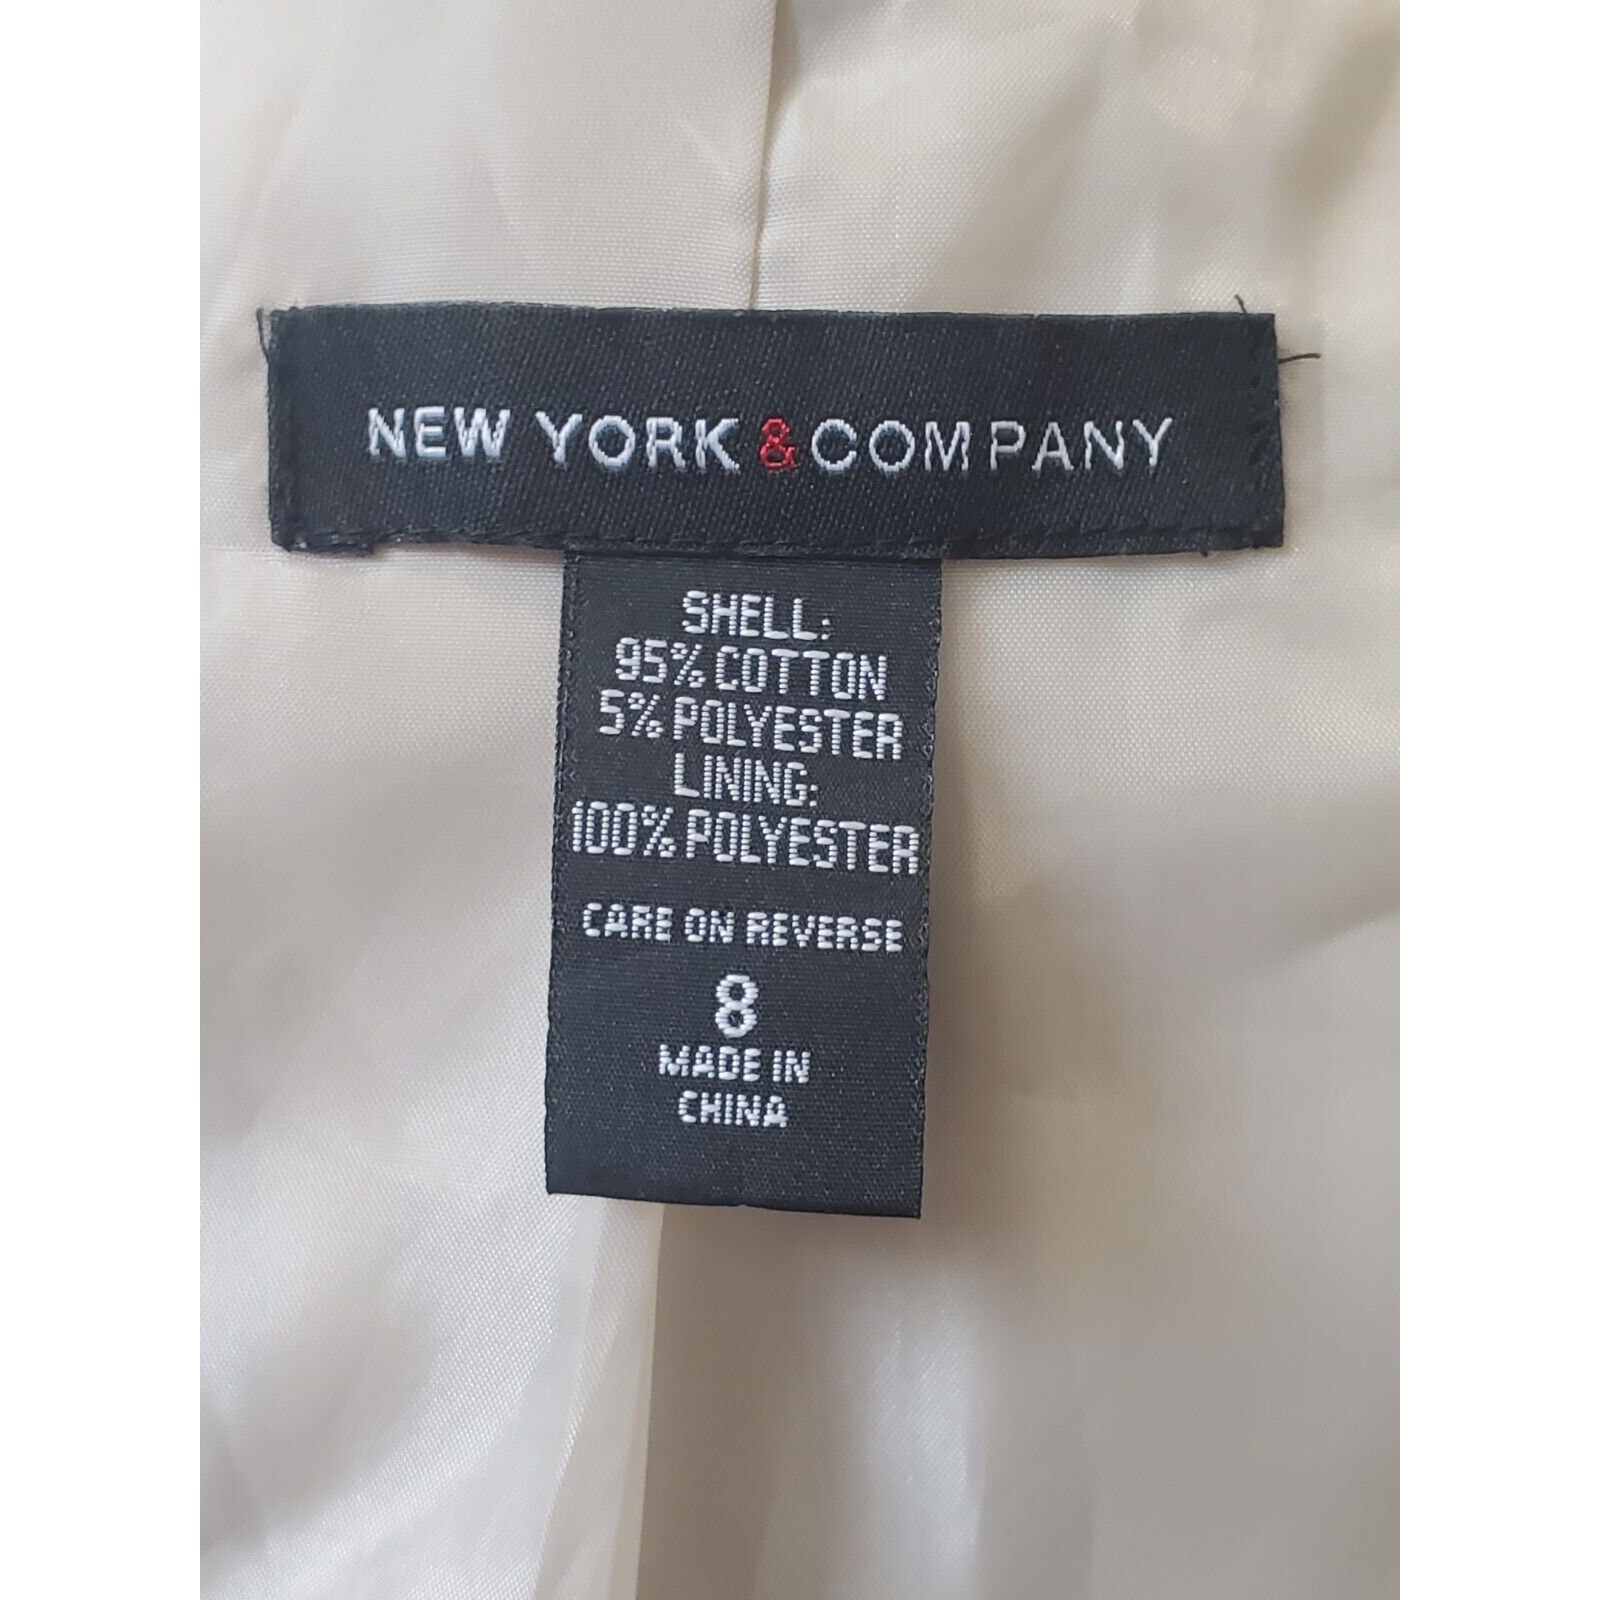 NEW YORK & COMPANY
SHELL:
95% COTTON
5% POLYESTER
LINING:
100% POLYESTER
CARE ON REVERSE
8
MADE IN
CHINA